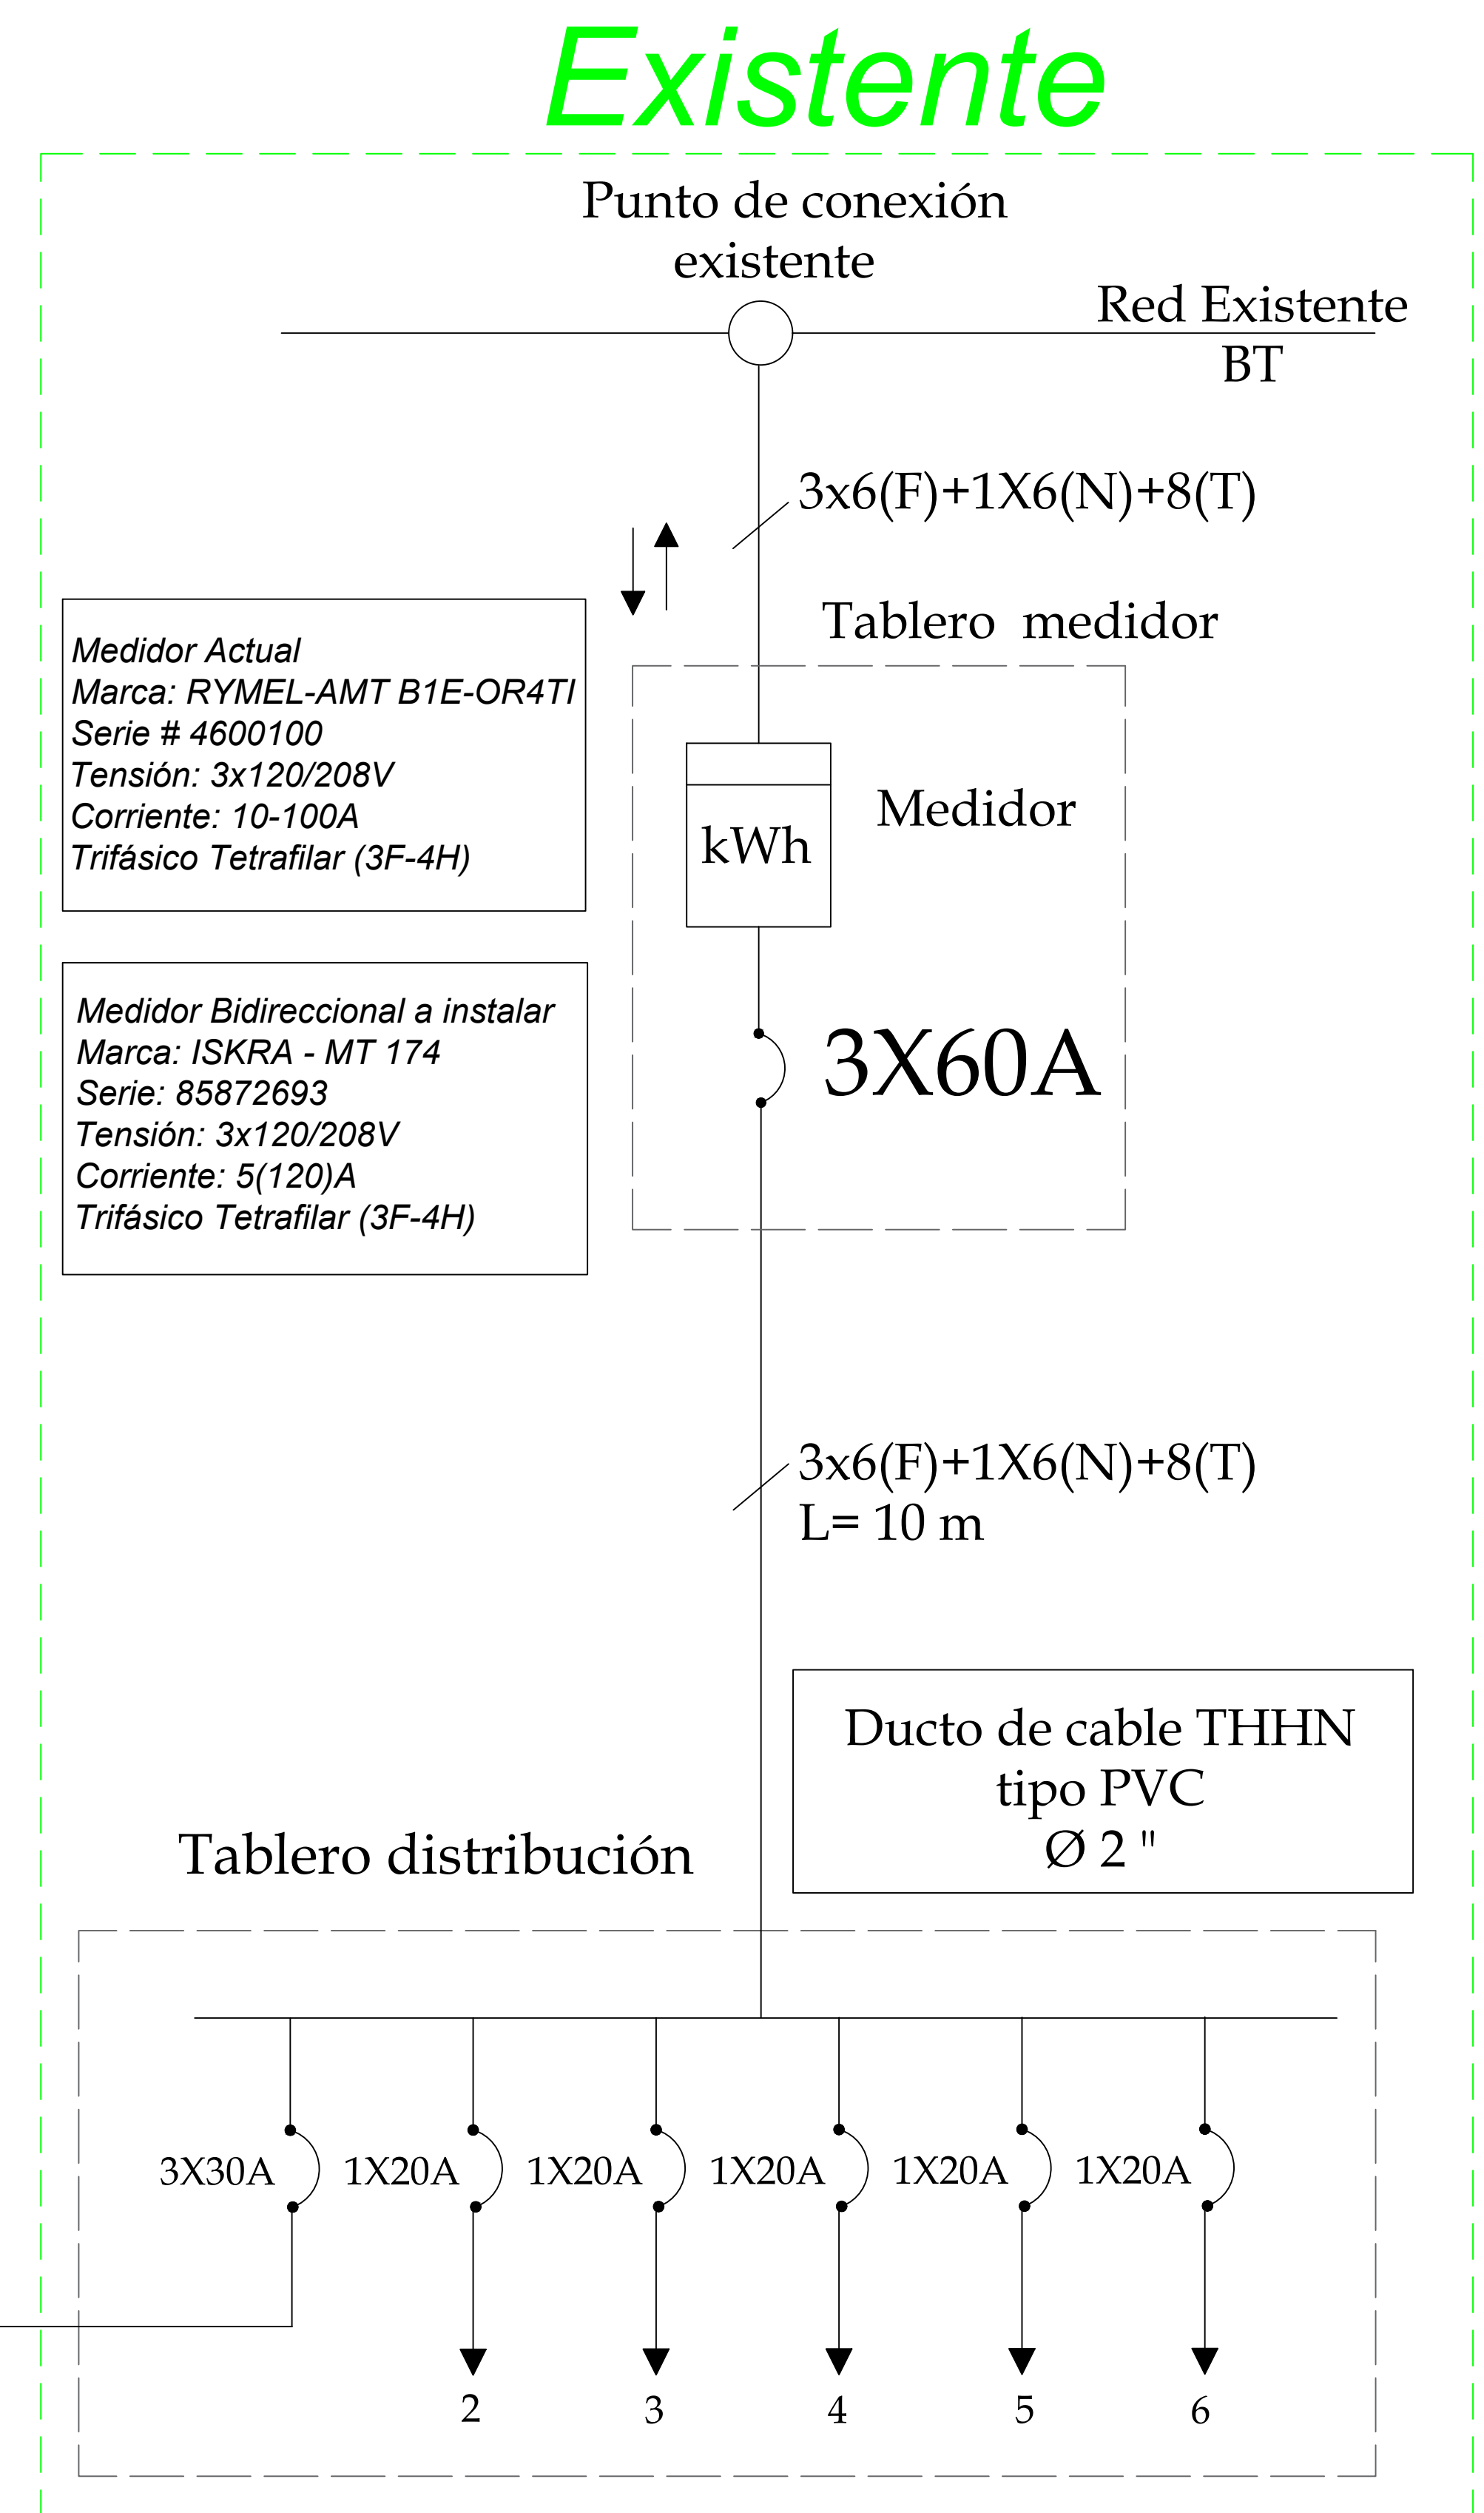 Existente
Punto de conexión
existente
Red Existente
BT
3x6(F)+1X6(N)+8(T)
Tablero medidor
Medidor Actual
Marca: RYMEL-AMT B1E-OR4TI
Serie # 4600100
Tensión: 3x120/208V
Corriente: 10-100A
Trifásico Tetrafilar (3F-4H)
Medidor
kWh
Medidor Bidireccional a instalar
Marca: ISKRA - MT 174
Serie: 85872693
Tensión: 3x120/208V
Corriente: 5(120)A
Trifásico Tetrafilar (3F-4H)
3X60A
3x6(F)+1X6(N)+8(T)
L= 10 m
Ducto de cable THHN
tipo PVC
Ø 2 "
Tablero distribución
3X30A 1X20A 1X20A 1X20A 1X20A 1X20A
2 3 4 5 6